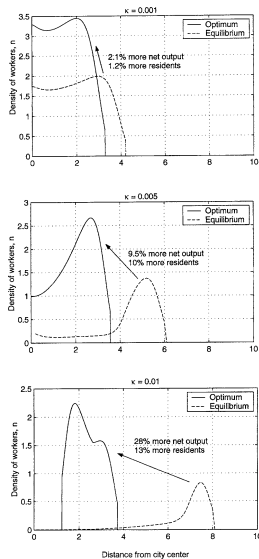 κ = 0.001
3.5
3
2.5
2
1.5
1
0.5
0
Density of workers, n
Optimum
Equilibrium
2.1% more net output
1.2% more residents
0
2
4
6
8
10
κ = 0.005
3
2.5
2
1.5
1
0.5
0
Density of workers, n
Optimum
Equilibrium
9.5% more net output
10% more residents
0
2
4
6
8
10
κ = 0.01
2.5
2
1.5
1
0.5
0
Density of workers, n
Optimum
Equilibrium
28% more net output
13% more residents
0
2
4
6
8
Distance from city center